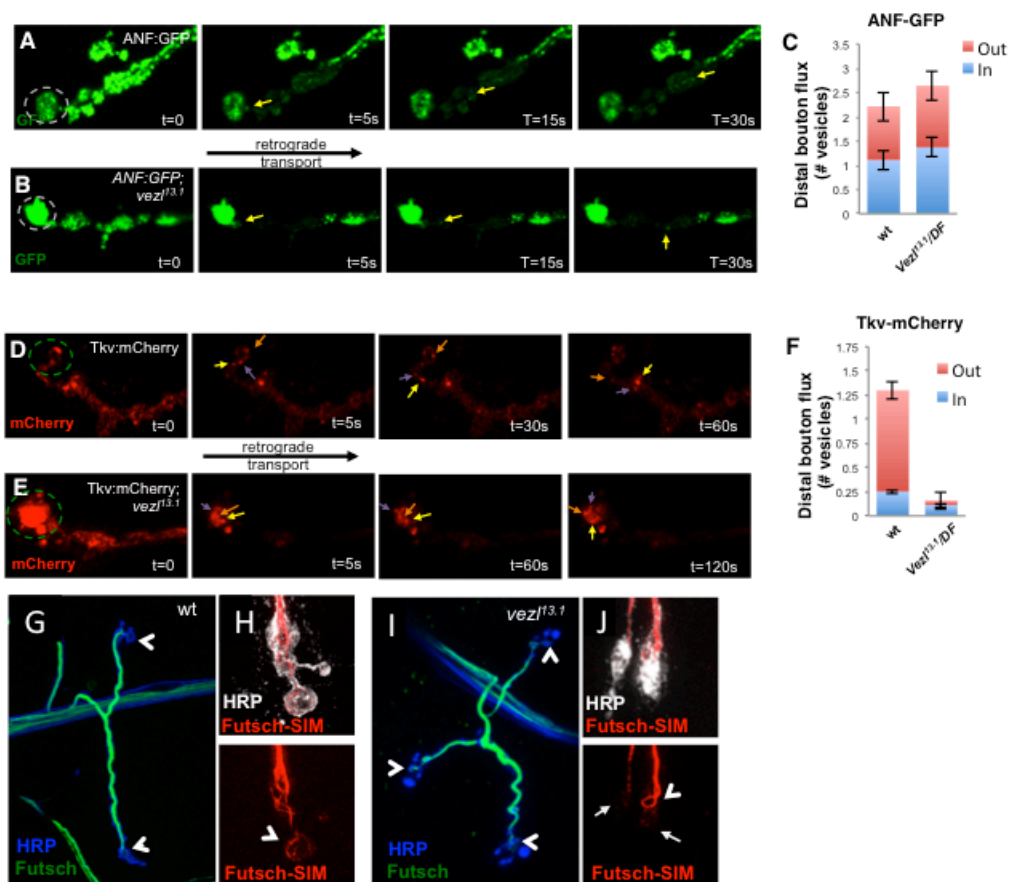 A
ANF:GFP
GFP
t=0
t=5s
T=15s
T=30s
retrograde
transport
B
ANF:GFP;
vezl13.1
GFP
t=0
t=5s
T=15s
T=30s
C
ANF-GFP
Distal bouton flux
(# vesicles)
3.5
3
2.5
2
1.5
1
0.5
0
Out
In
wt
Vezl13.1/DF
D
Tkv:mCherry
mCherry
t=0
t=5s
t=30s
t=60s
retrograde
transport
E
Tkv:mCherry;
vezl13.1
mCherry
t=0
t=5s
t=60s
t=120s
F
Tkv-mCherry
Distal bouton flux
(# vesicles)
1.75
1.5
1.25
1
0.75
0.5
0.25
0
Out
In
wt
Vezl13.1/DF
G
wt
HRP
Futsch
H
HRP
Futsch-SIM
Futsch-SIM
I
vezl13.1
HRP
Futsch
J
HRP
Futsch-SIM
Futsch-SIM